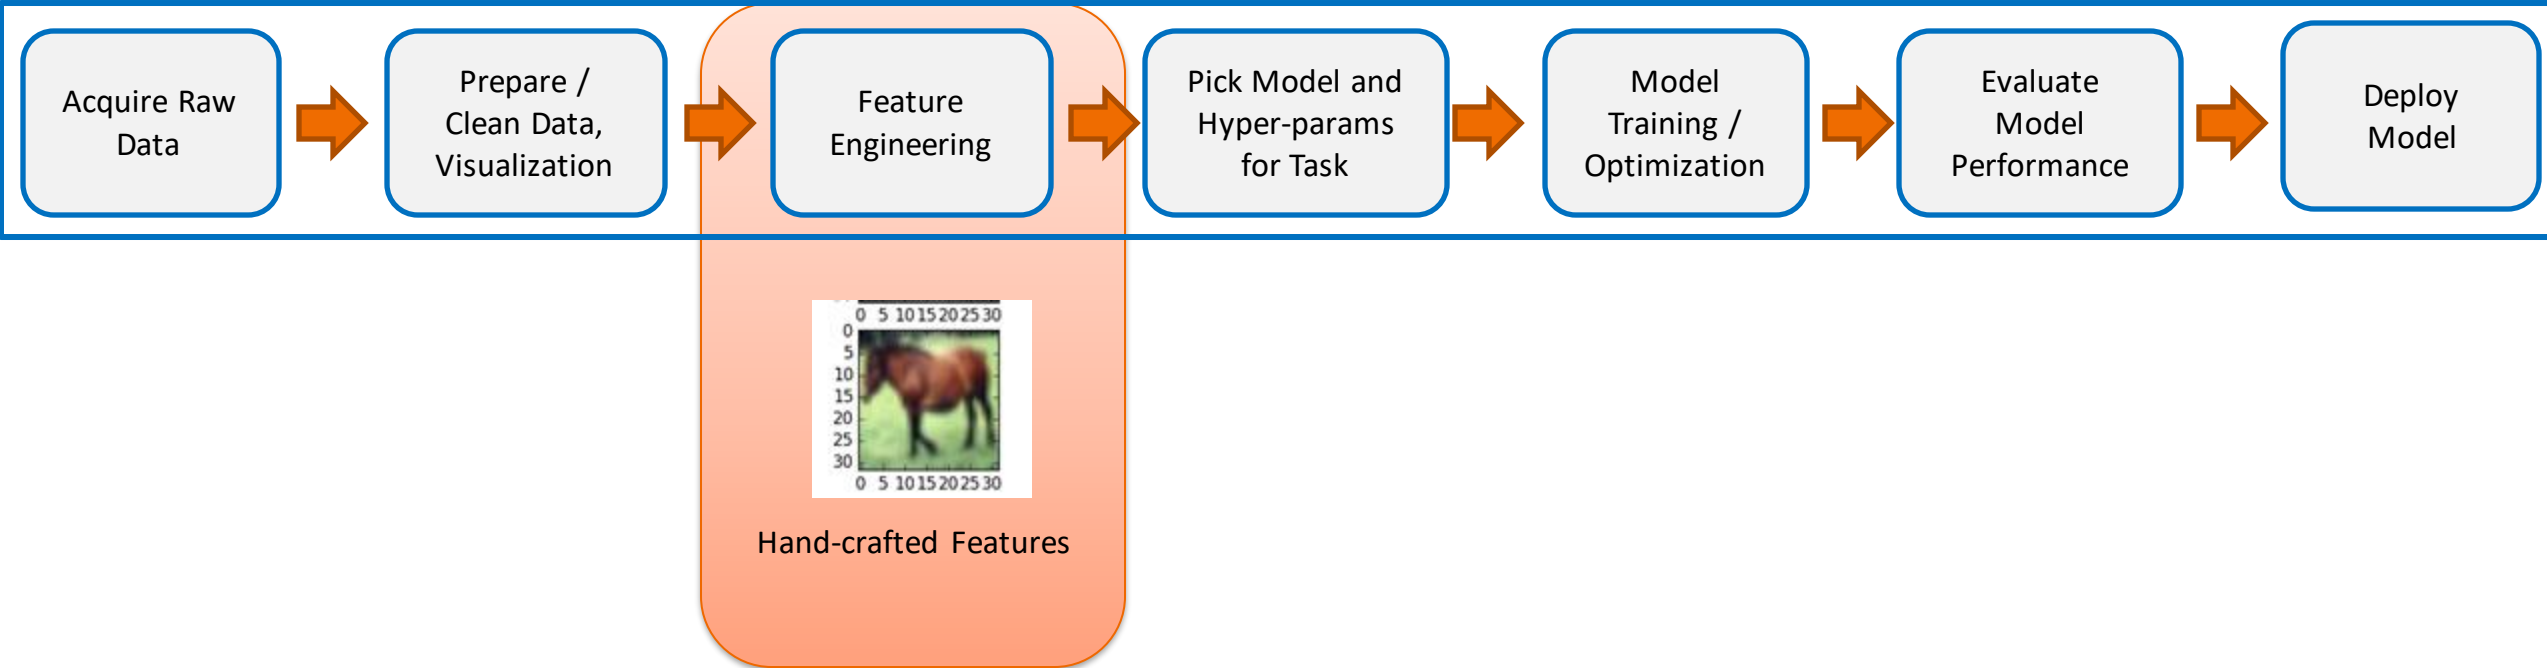 Acquire Raw
Data
Prepare /
Clean Data,
Visualization
Feature
Engineering
Pick Model and
Hyper-params
for Task
Model
Training /
Optimization
Evaluate
Model
Performance
Deploy
Model
0 5 10 15 20 25 30
0
5
10
15
20
25
30
0 5 10 15 20 25 30
Hand-crafted Features